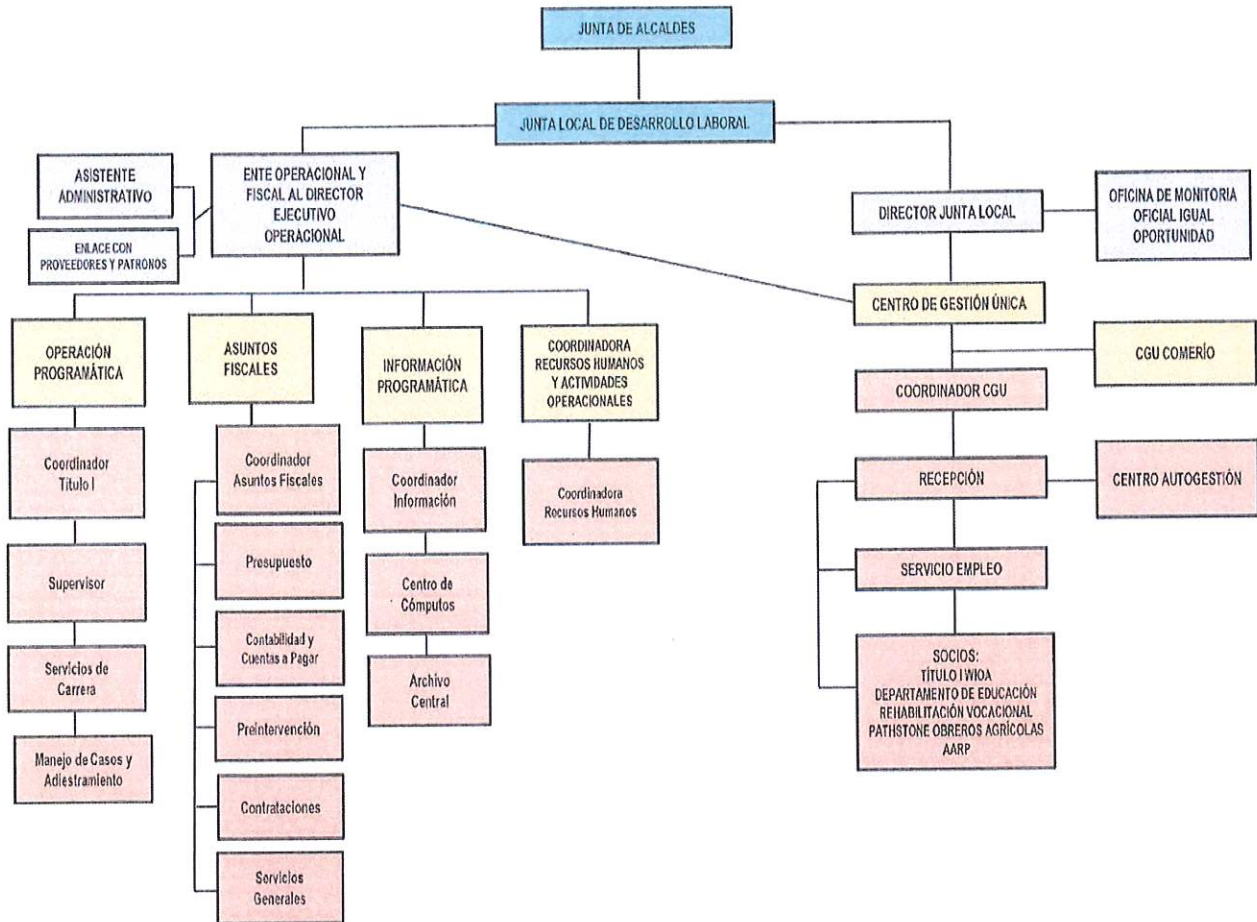 JUNTA DE ALCALDES
JUNTA LOCAL DE DESARROLLO LABORAL
ASISTENTE
ADMINISTRATIVO
ENLACE CON
PROVEEDORES Y PATRONOS
ENTE OPERACIONAL Y
FISCAL AL DIRECTOR
EJECUTIVO
OPERACIONAL
DIRECTOR JUNTA LOCAL
OFICINA DE MONITORIA
OFICIAL IGUAL
OPORTUNIDAD
CENTRO DE GESTIÓN ÚNICA
CGU COMERÍO
OPERACIÓN
PROGRAMÁTICA
ASUNTOS
FISCALES
INFORMACIÓN
PROGRAMÁTICA
COORDINADORA
RECURSOS HUMANOS
Y ACTIVIDADES
OPERACIONALES
COORDINADOR CGU
Coordinador
Título I
Coordinador
Asuntos Fiscales
Coordinador
Información
Coordinadora
Recursos Humanos
RECEPCIÓN
CENTRO AUTOGESTIÓN
Supervisor
Presupuesto
Centro de
Cómputos
SERVICIO EMPLEO
Servicios de
Carrera
Contabilidad y
Cuentas a Pagar
Archivo
Central
SOCIOS:
TÍTULO I WIOA
DEPARTAMENTO DE EDUCACIÓN
REHABILITACIÓN VOCACIONAL
PATHSTONE OBREROS AGRÍCOLAS
AARP
Manejo de Casos y
Adiestramiento
Preintervención
Contrataciones
Servicios
Generales